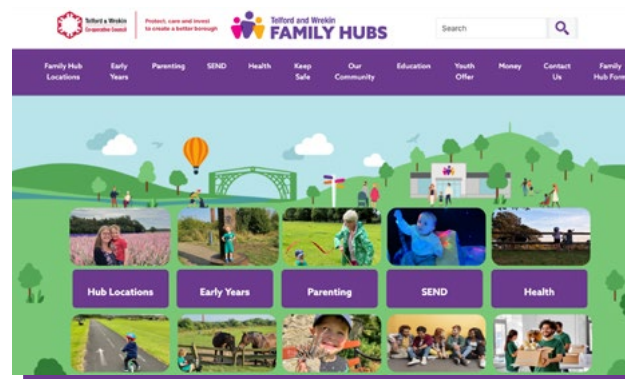 Telford & Wrekin
Co-operative Council
Protect, care and invest
to create a better borough
Telford and Wrekin
FAMILY HUBS
Search
Family Hub
Locations
Early
Years
Parenting
SEND
Health
Keep
Safe
Our
Community
Education
Youth
Offer
Money
Contact
Us
Family
Hub Form
Hub Locations
Early Years
Parenting
SEND
Health